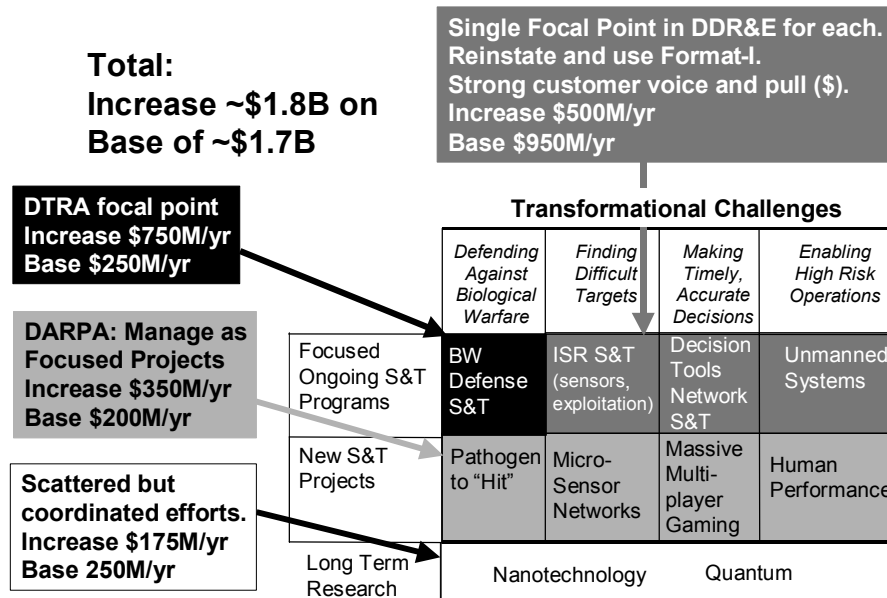 Total:
Increase ~$1.8B on
Base of ~$1.7B
Single Focal Point in DDR&E for each.
Reinstate and use Format-I.
Strong customer voice and pull ($).
Increase $500M/yr
Base $950M/yr
DTRA focal point
Increase $750M/yr
Base $250M/yr
DARPA: Manage as
Focused Projects
Increase $350M/yr
Base $200M/yr
Scattered but
coordinated efforts.
Increase $175M/yr
Base 250M/yr
Transformational Challenges
Defending
Against
Biological
Warfare
Finding
Difficult
Targets
Making
Timely,
Accurate
Decisions
Enabling
High Risk
Operations
Focused
Ongoing S&T
Programs
BW
Defense
S&T
ISR S&T
(sensors,
exploitation)
Decision
Tools
Network
S&T
Unmanned
Systems
New S&T
Projects
Pathogen
to “Hit”
Micro-
Sensor
Networks
Massive
Multi-
player
Gaming
Human
Performance
Long Term
Research
Nanotechnology
Quantum